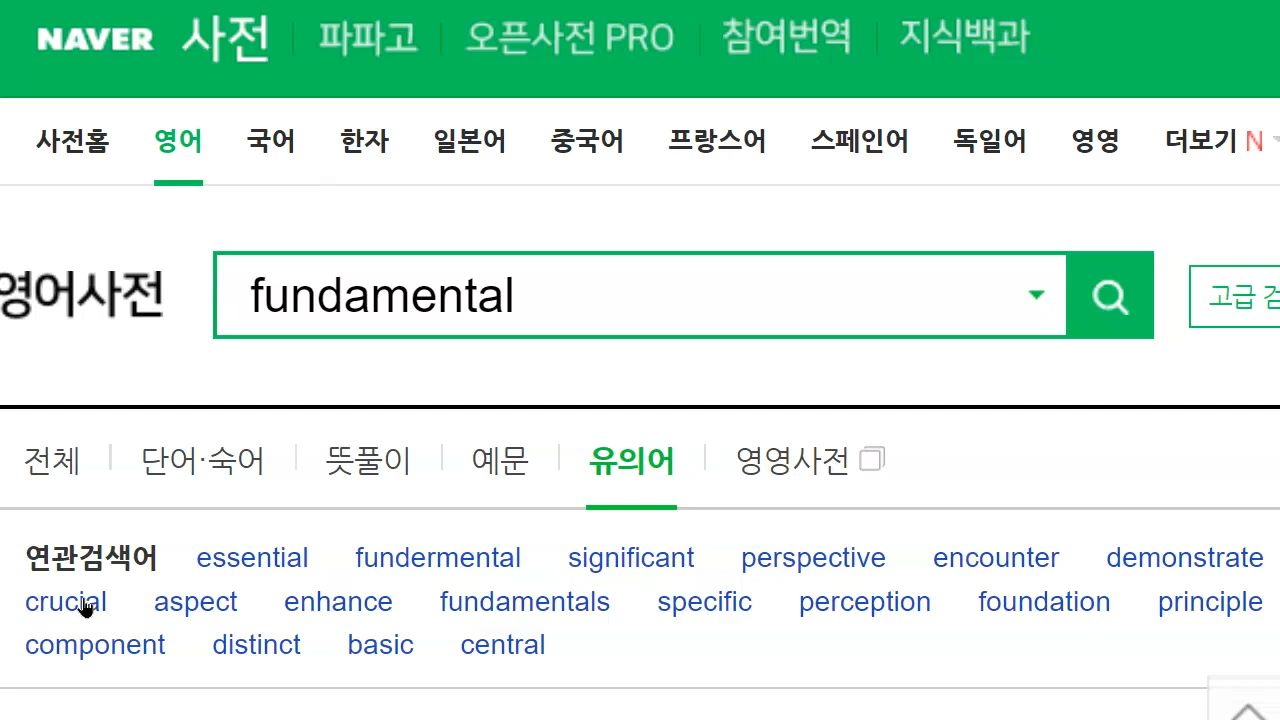 NAVER 사전 파파고 오픈사전 PRO 참여번역 지식백과
사전홈 영어 국어 한자 일본어 중국어 프랑스어 스페인어 독일어 영영 더보기 N
영어사전 fundamental 고급
전체 단어·숙어 뜻풀이 예문 유의어 영영사전
연관검색어 essential fundermental significant perspective encounter demonstrate
crucial aspect enhance fundamentals specific perception foundation principle
component distinct basic central